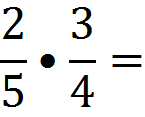 2/5 • 3/4 =